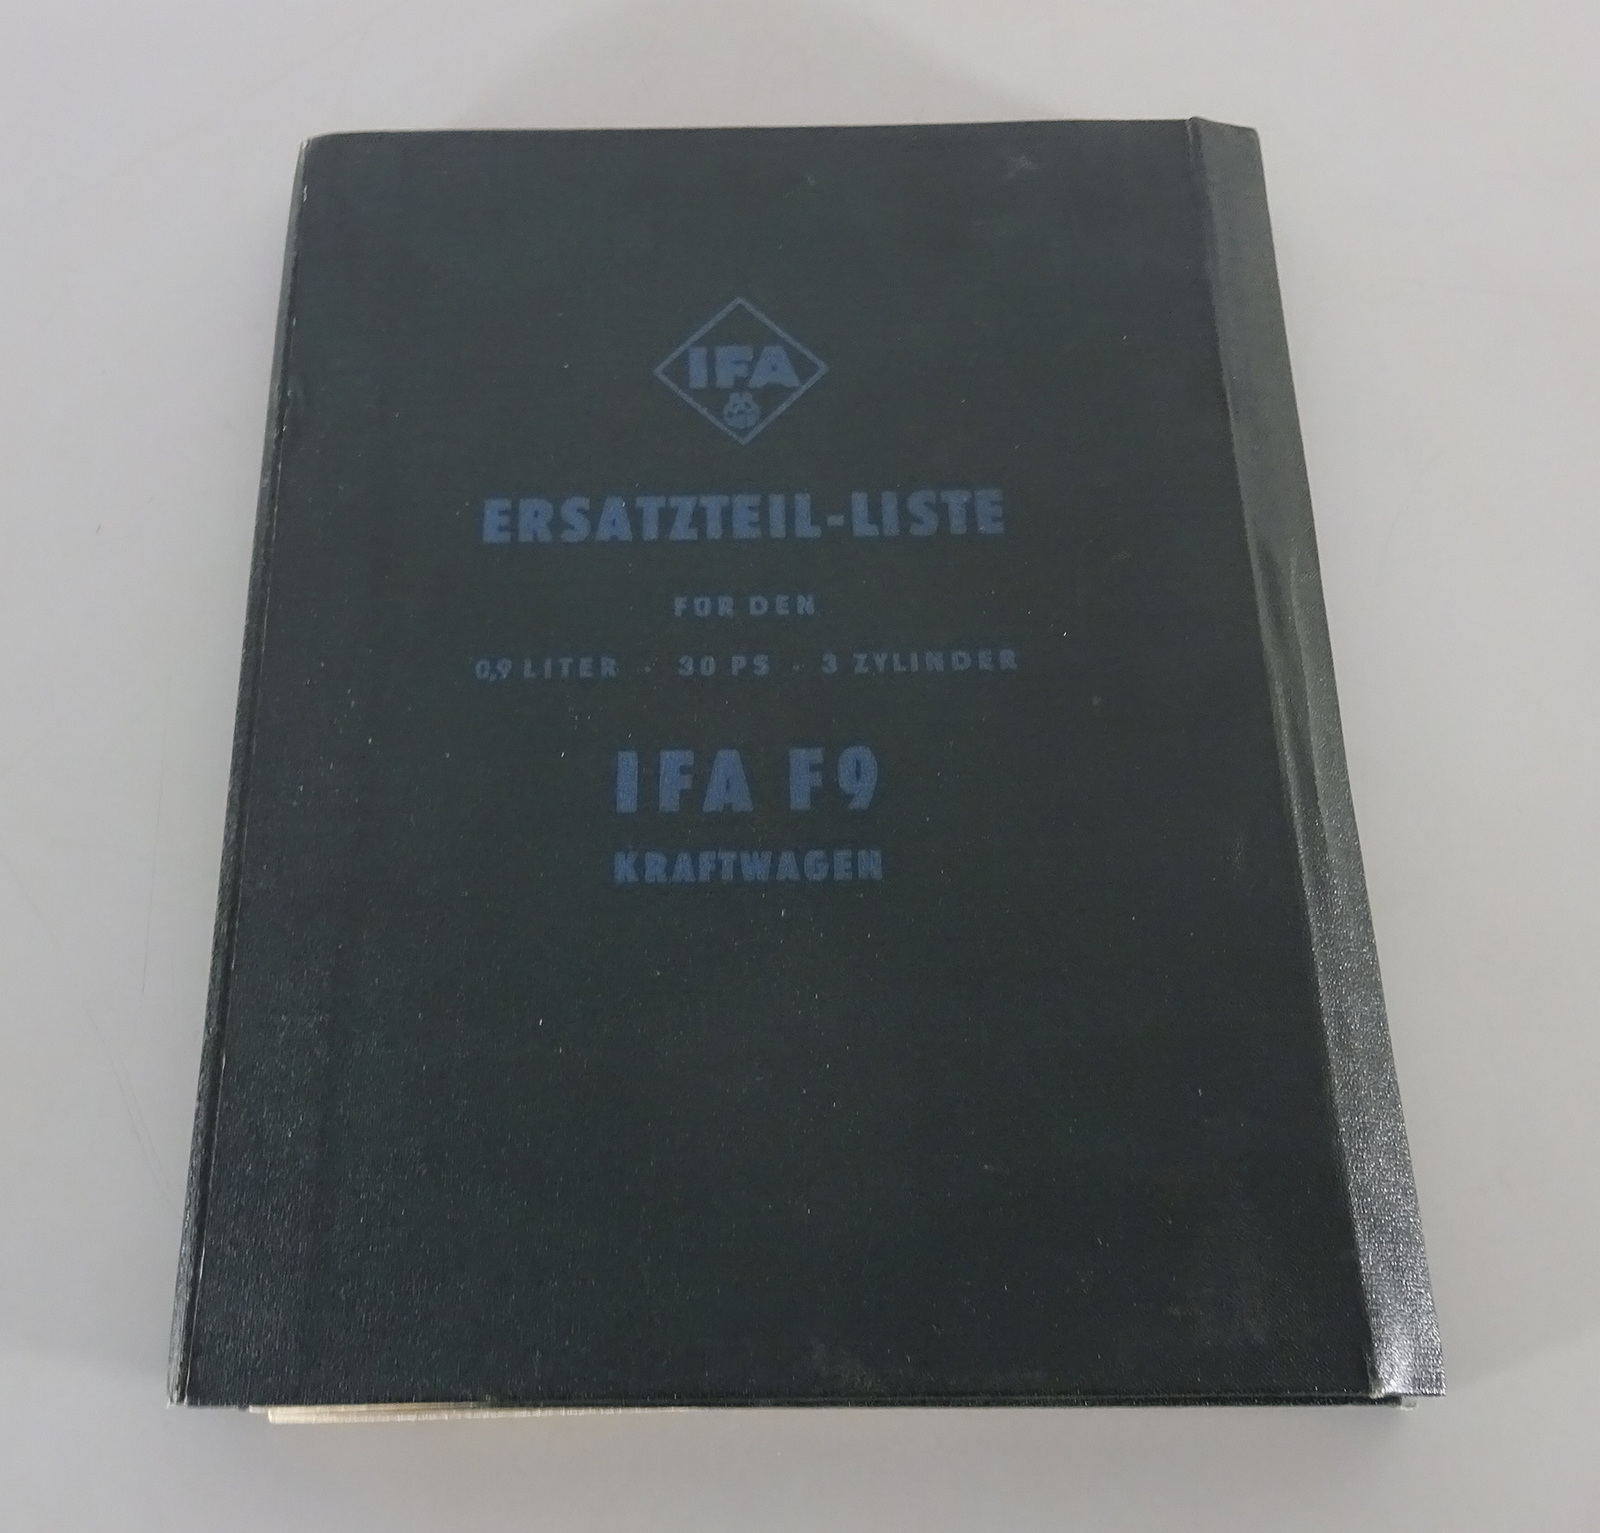 IFA
ERSATZTEIL-LISTE
FÜR DEN
0,9 LITER · 30 PS · 3 ZYLINDER
IFA F9
KRAFTWAGEN